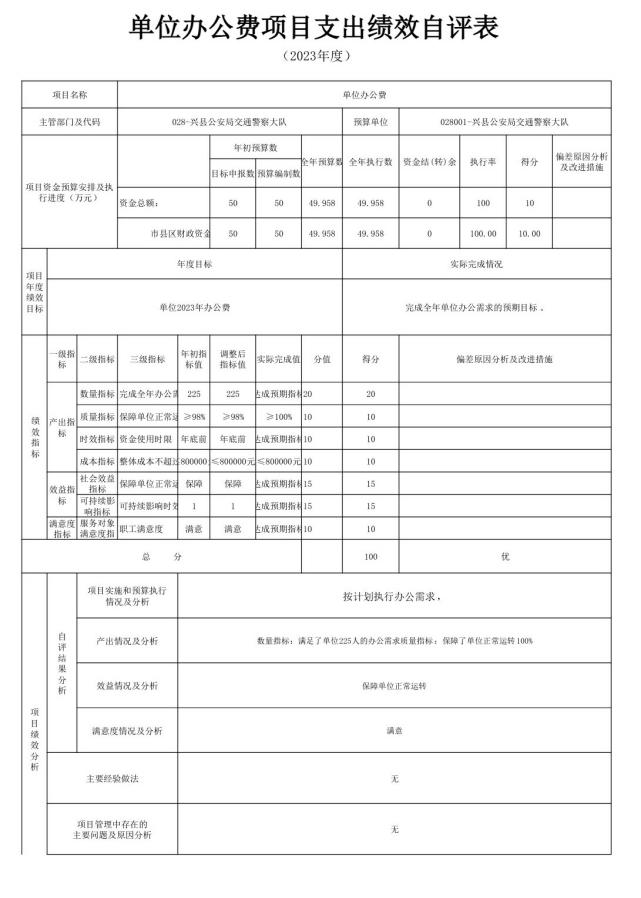 单位办公费项目支出绩效自评表
（2023年度）
项目名称 单位办公费
主管部门及代码 028-兴县公安局交通警察大队 预算单位 028001-兴县公安局交通警察大队
项目资金预算安排及执行进度（万元） 年初预算数 全年预算数 全年执行数 资金结(转)余 执行率 得分 偏差原因分析及改进措施
目标申报数 预算编制数
资金总额： 50 50 49.958 49.958 0 100 10
市县区财政资金 50 50 49.958 49.958 0 100.00 10.00
项目年度绩效目标 年度目标 实际完成情况
单位2023年办公费 完成全年单位办公需求的预期目标 。
绩效指标 一级指标 二级指标 三级指标 年初指标值 调整后指标值 实际完成值 分值 得分 偏差原因分析及改进措施
产出指标 数量指标 完成全年办公需 225 225 达成预期指标 20 20
质量指标 保障单位正常运 ≥98% ≥98% ≥100% 10 10
时效指标 资金使用时限 年底前 年底前 达成预期指标 10 10
成本指标 整体成本不超过 800000 ≤800000元 ≤800000元 10 10
效益指标 社会效益指标 保障单位正常运 保障 保障 达成预期指标 15 15
可持续影响指标 可持续影响时效 1 1 达成预期指标 15 15
满意度指标 服务对象满意度指 职工满意度 满意 满意 达成预期指标 10 10
总 分 100 优
项目绩效分析 自评结果分析 项目实施和预算执行情况及分析 按计划执行办公需求，
产出情况及分析 数量指标：满足了单位225人的办公需求质量指标：保障了单位正常运转100%
效益情况及分析 保障单位正常运转
满意度情况及分析 满意
主要经验做法 无
项目管理中存在的主要问题及原因分析 无